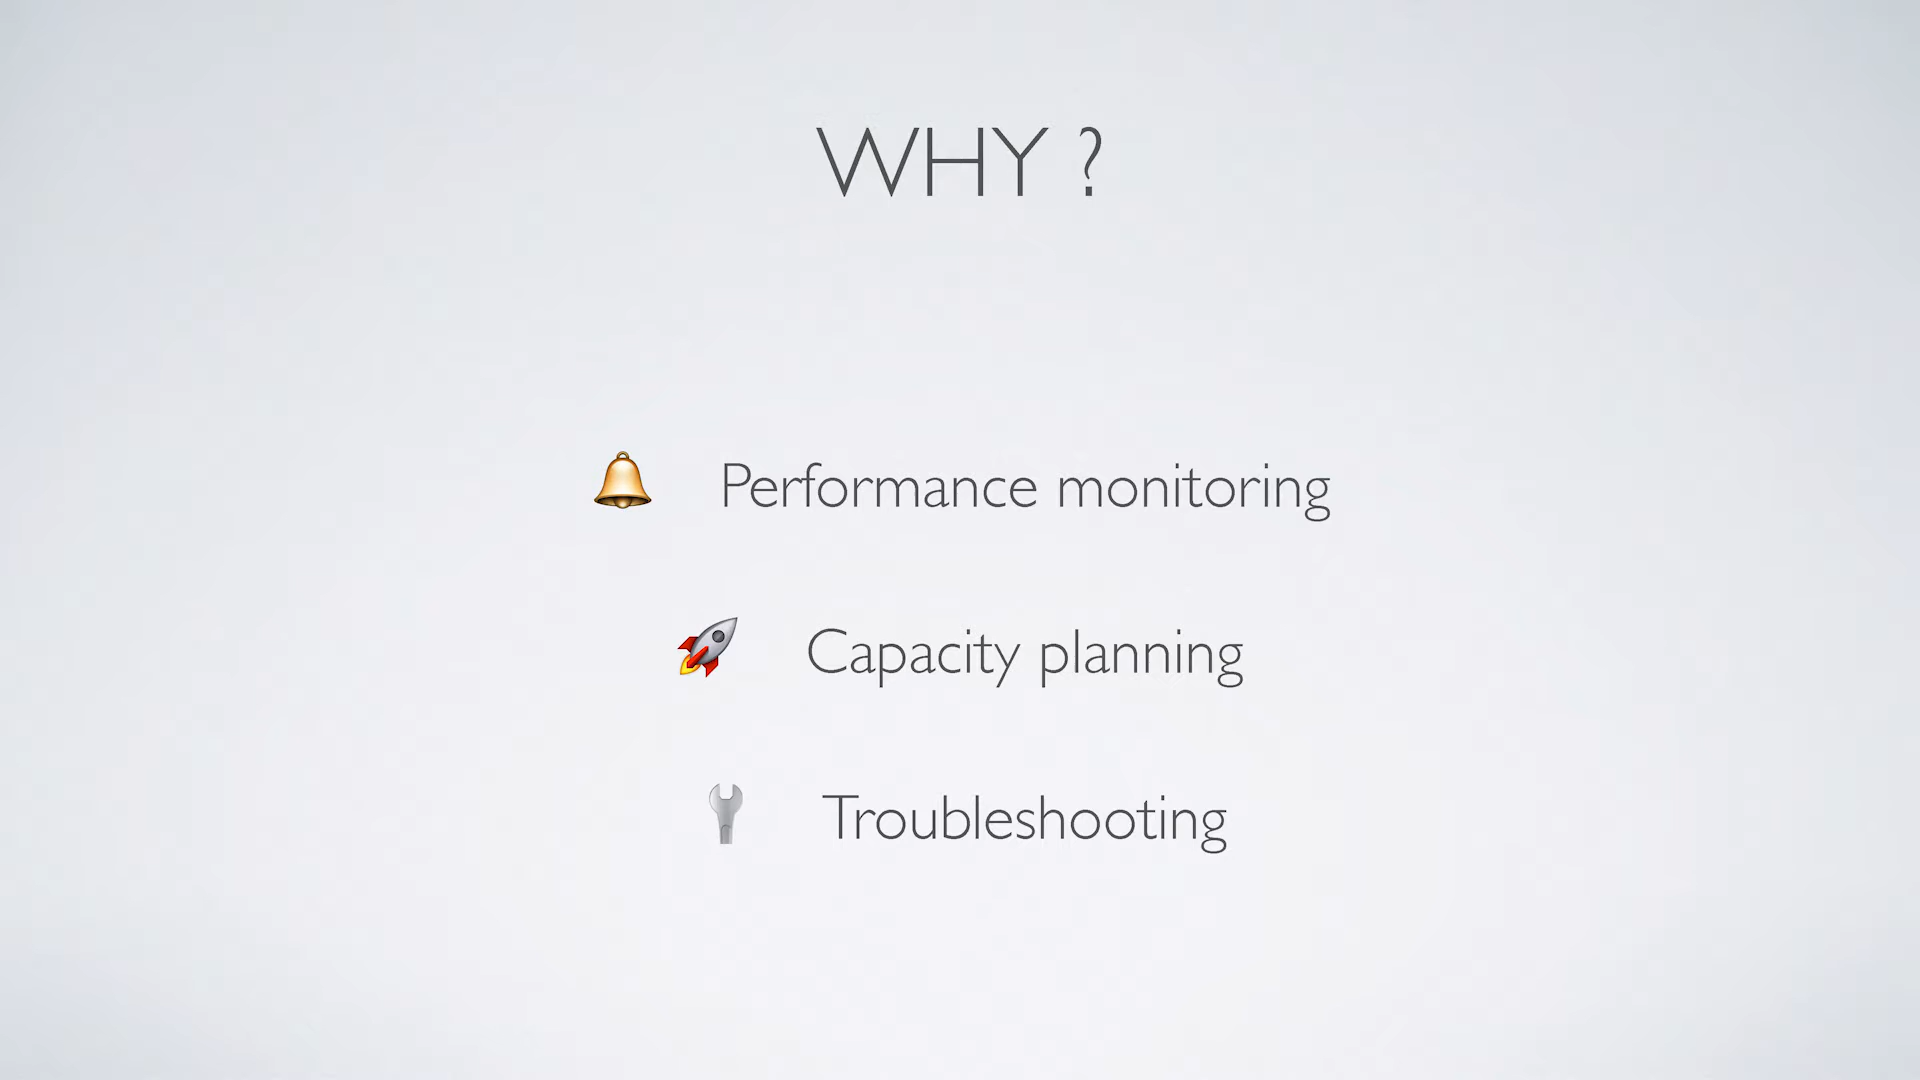 WHY ?
Performance monitoring
Capacity planning
Troubleshooting